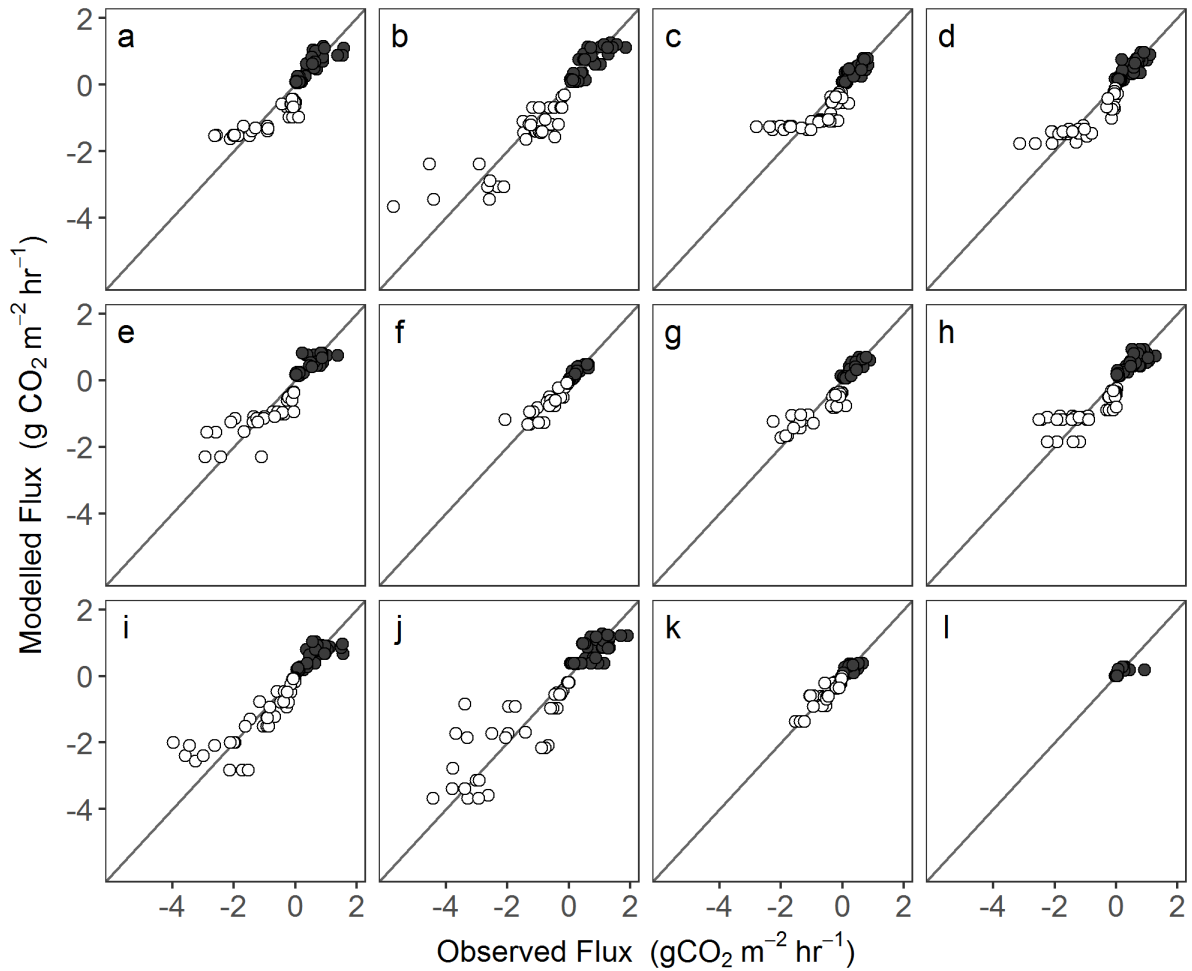 Modelled Flux (g CO₂ m⁻² hr⁻¹)
a
b
c
d
2
0
-2
-4
e
f
g
h
2
0
-2
-4
i
j
k
l
2
0
-2
-4
-4 -2 0 2 -4 -2 0 2 -4 -2 0 2 -4 -2 0 2
Observed Flux (gCO₂ m⁻² hr⁻¹)